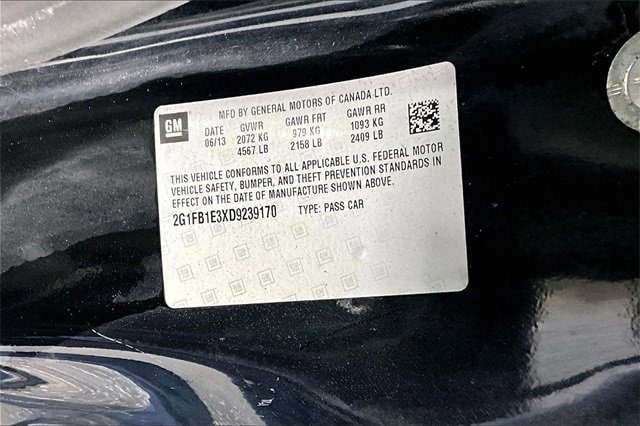 MFD BY GENERAL MOTORS OF CANADA LTD.
GM DATE GVWR GAWR FRT GAWR RR
06/13 2072 KG 979 KG 1093 KG
4567 LB 2158 LB 2409 LB
THIS VEHICLE CONFORMS TO ALL APPLICABLE U.S. FEDERAL MOTOR
VEHICLE SAFETY, BUMPER, AND THEFT PREVENTION STANDARDS IN
EFFECT ON THE DATE OF MANUFACTURE SHOWN ABOVE.
2G1FB1E3XD9239170 TYPE: PASS CAR